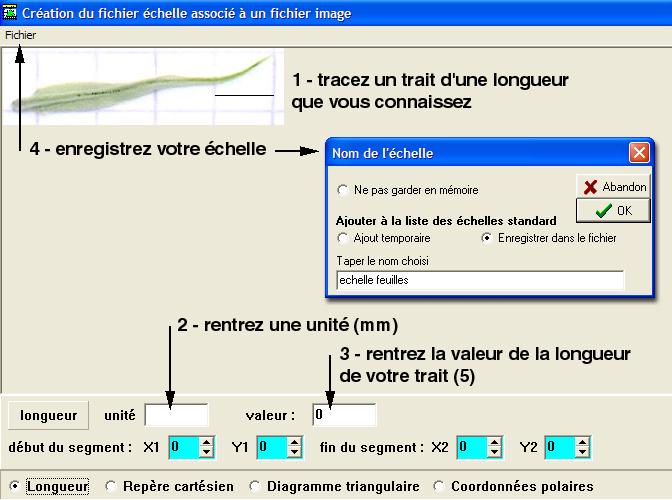 Création du fichier échelle associé à un fichier image
Fichier
1 - tracez un trait d'une longueur
que vous connaissez
4 - enregistrez votre échelle
Nom de l'échelle
Ne pas garder en mémoire
Abandon
OK
Ajouter à la liste des échelles standard
Ajout temporaire
Enregistrer dans le fichier
Taper le nom choisi
echelle feuilles
2 - rentrez une unité (mm)
3 - rentrez la valeur de la longueur
de votre trait (5)
longueur unité valeur : 0
début du segment : X1 0 Y1 0 fin du segment : X2 0 Y2 0
Longueur Repère cartésien Diagramme triangulaire Coordonnées polaires